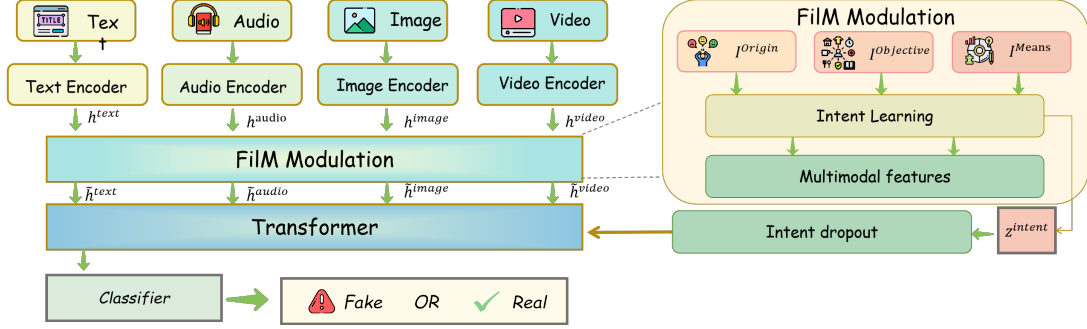 TITLE
Tex
t
Audio
Image
Video
Text Encoder
Audio Encoder
Image Encoder
Video Encoder
h^{text}
h^{audio}
h^{image}
h^{video}
FilM Modulation
h̃^{text}
h̃^{audio}
h̃^{image}
h̃^{video}
Transformer
Classifier
Fake OR Real
FilM Modulation
I^{Origin}
I^{Objective}
I^{Means}
Intent Learning
Multimodal features
Intent dropout
z^{intent}